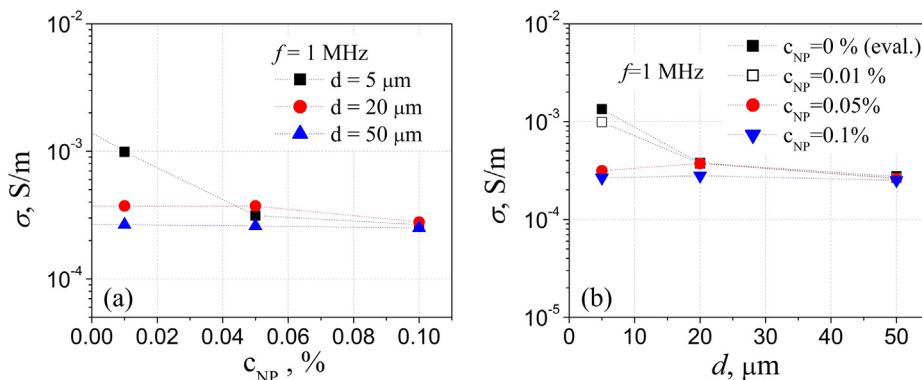 10⁻²
10⁻³
10⁻⁴
σ, S/m
f = 1 MHz
d = 5 μm
d = 20 μm
d = 50 μm
(a)
0.00 0.02 0.04 0.06 0.08 0.10
c_NP , %
10⁻²
10⁻³
10⁻⁴
10⁻⁵
σ, S/m
f=1 MHz
c_NP=0 % (eval.)
c_NP=0.01 %
c_NP=0.05%
c_NP=0.1%
(b)
0 10 20 30 40 50
d, μm